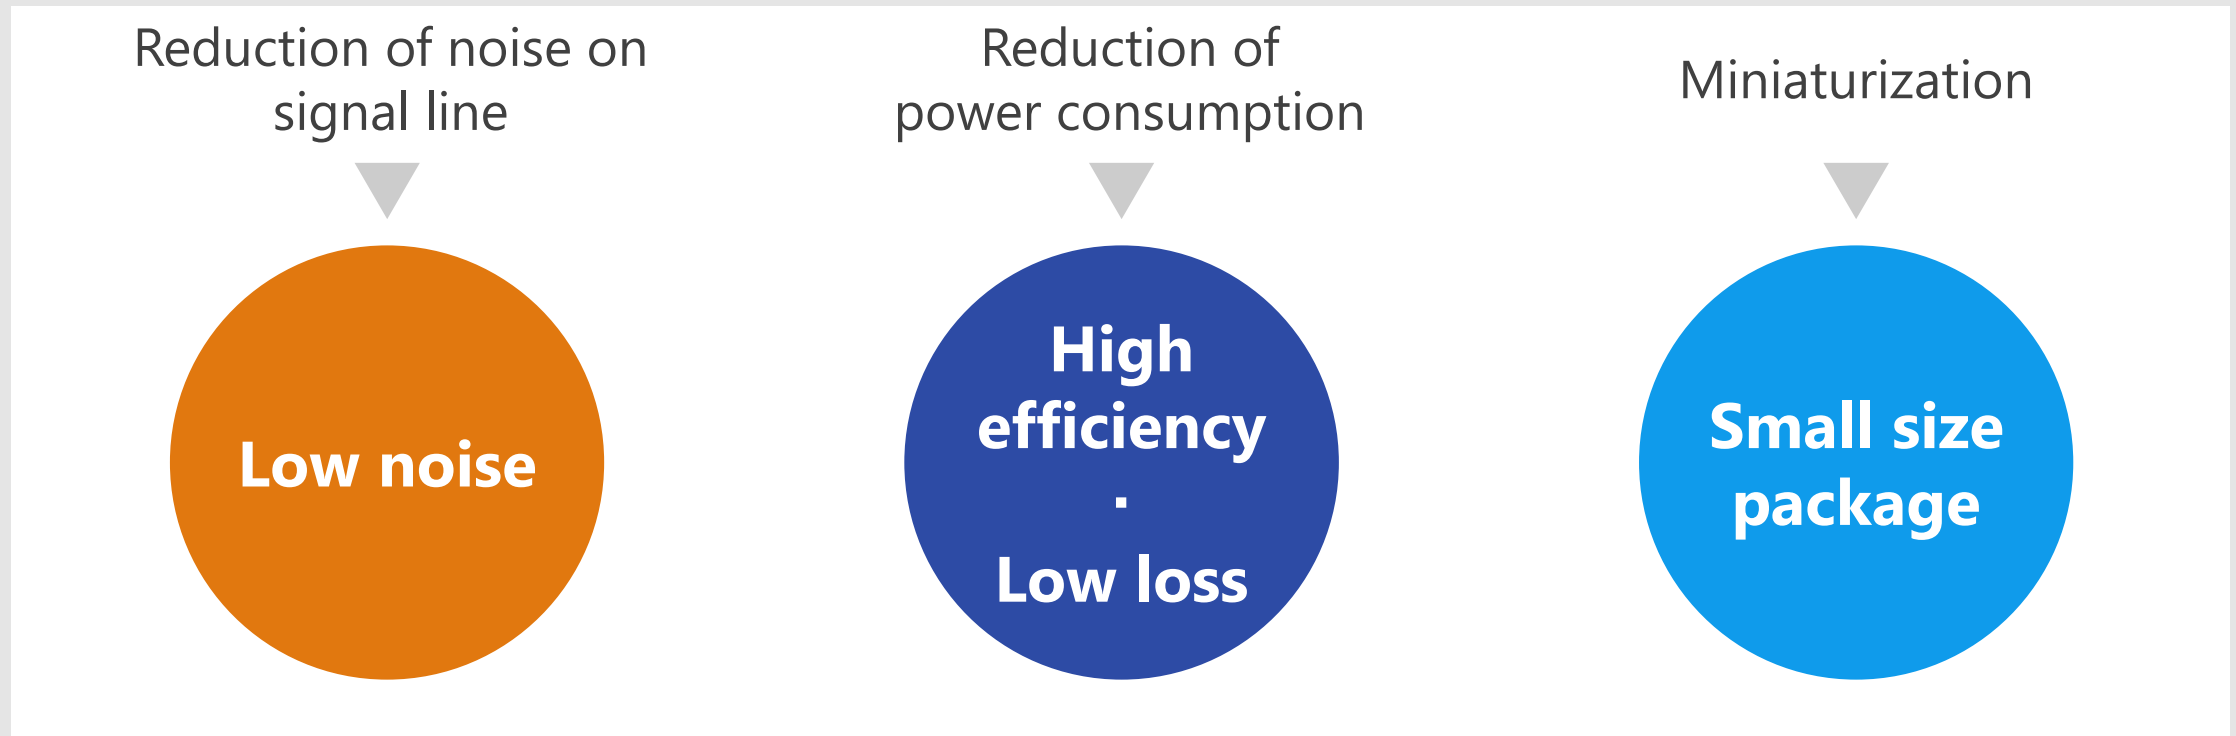 Reduction of noise on
signal line
Reduction of
power consumption
Miniaturization
Low noise
High
efficiency
·
Low loss
Small size
package